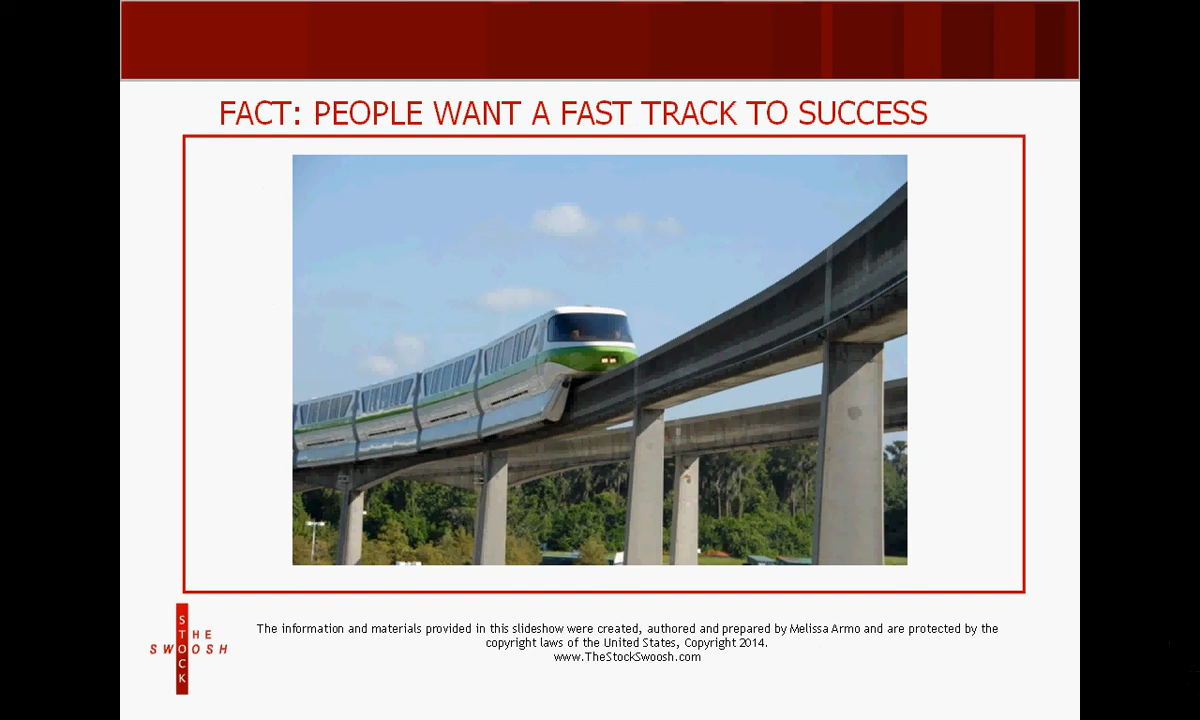 FACT: PEOPLE WANT A FAST TRACK TO SUCCESS
THE
STOCK
SWOOSH
The information and materials provided in this slideshow were created, authored and prepared by Melissa Armo and are protected by the
copyright laws of the United States, Copyright 2014.
www.TheStockSwoosh.com